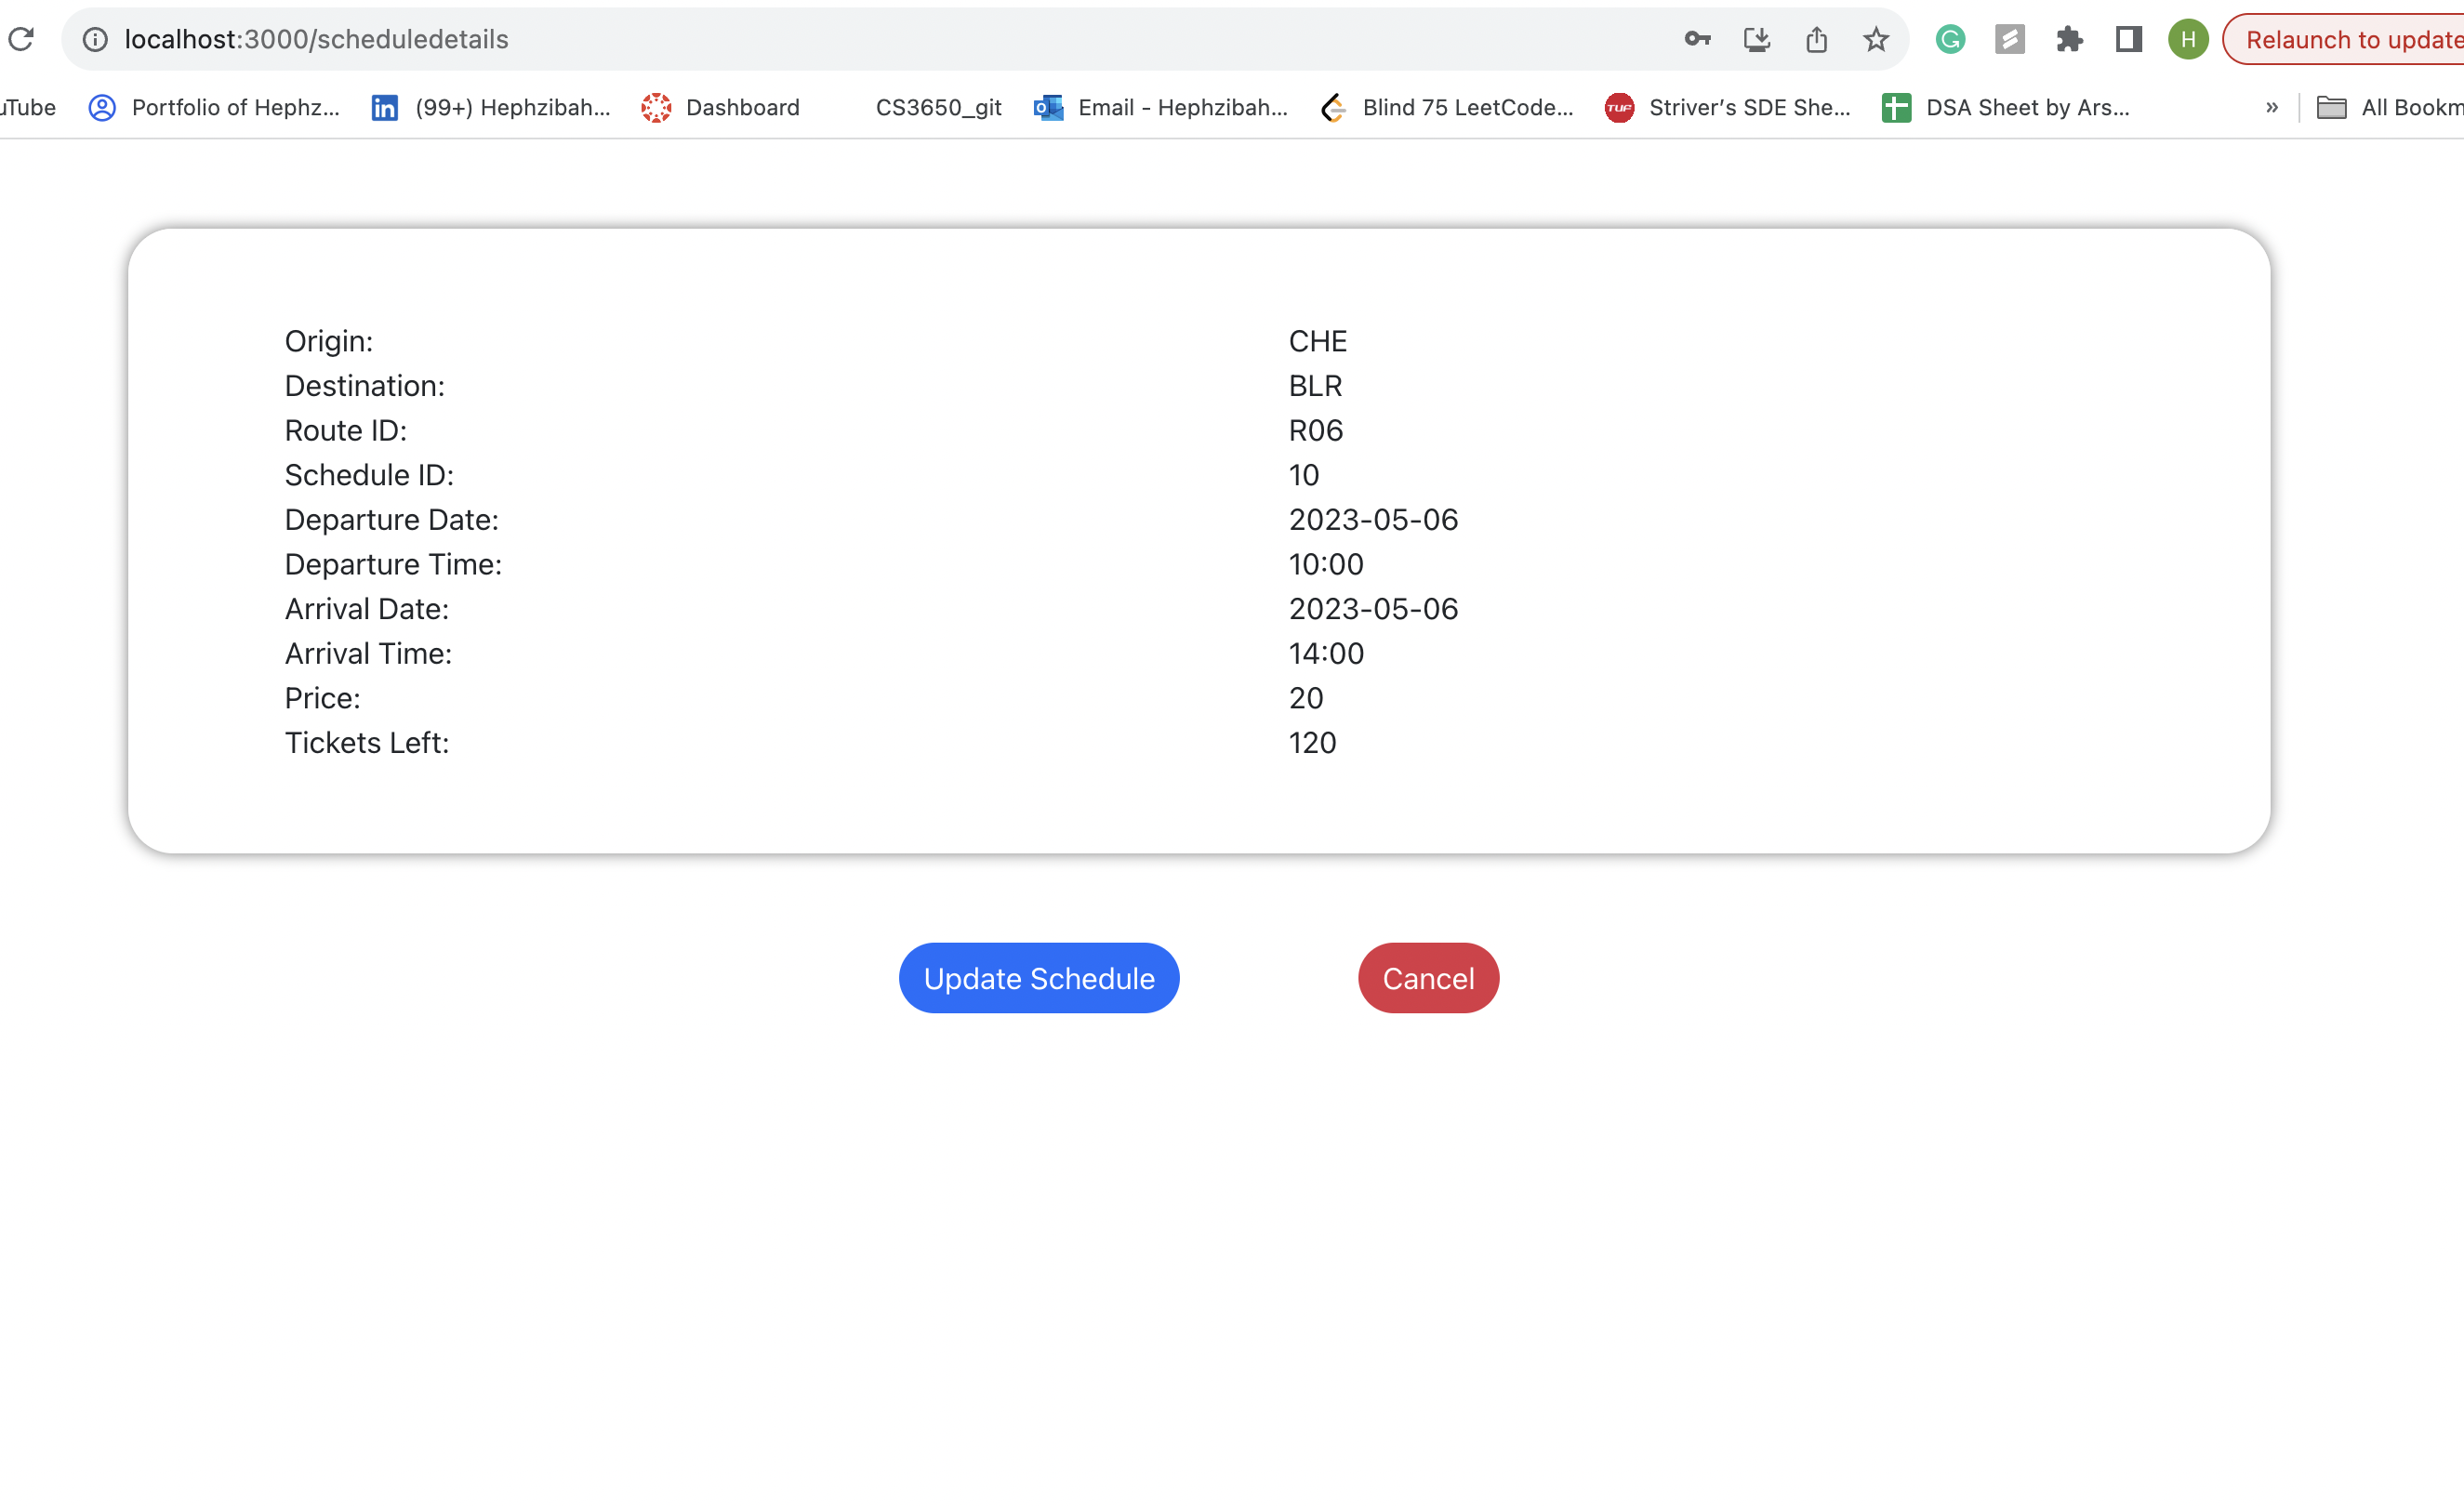 localhost:3000/scheduledetails
H
Relaunch to update
uTube
Portfolio of Hephz...
in
(99+) Hephzibah...
Dashboard
CS3650_git
Email - Hephzibah...
Blind 75 LeetCode...
TUF
Striver's SDE She...
DSA Sheet by Ars...
»
All Bookm
Origin: CHE
Destination: BLR
Route ID: R06
Schedule ID: 10
Departure Date: 2023-05-06
Departure Time: 10:00
Arrival Date: 2023-05-06
Arrival Time: 14:00
Price: 20
Tickets Left: 120
Update Schedule
Cancel